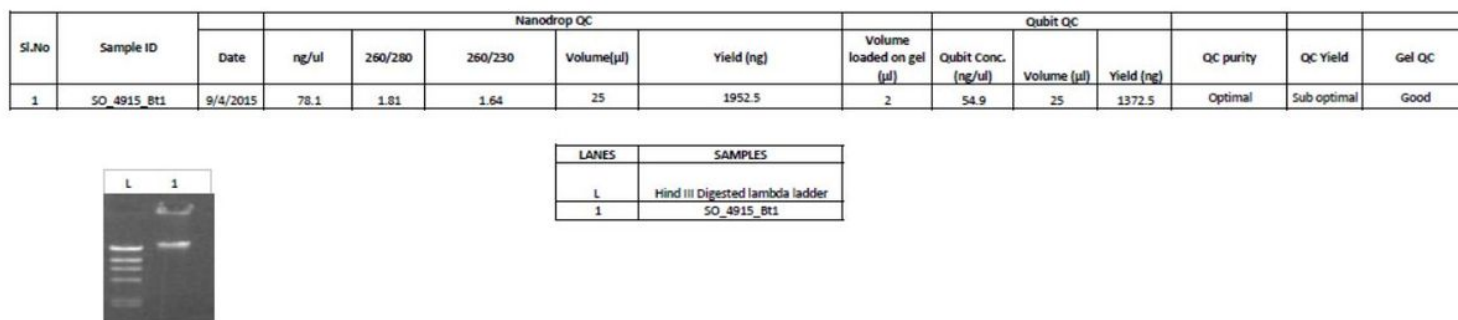 Nanodrop QC Qubit QC
Sl.No Sample ID Date ng/ul 260/280 260/230 Volume(µl) Yield (ng) Volume loaded on gel (µl) Qubit Conc. (ng/ul) Volume (µl) Yield (ng) QC purity QC Yield Gel QC
1 SO_4915_Bt1 9/4/2015 78.1 1.81 1.64 25 1952.5 2 54.9 25 1372.5 Optimal Sub optimal Good
LANES SAMPLES
L Hind III Digested lambda ladder
1 SO_4915_Bt1
L 1